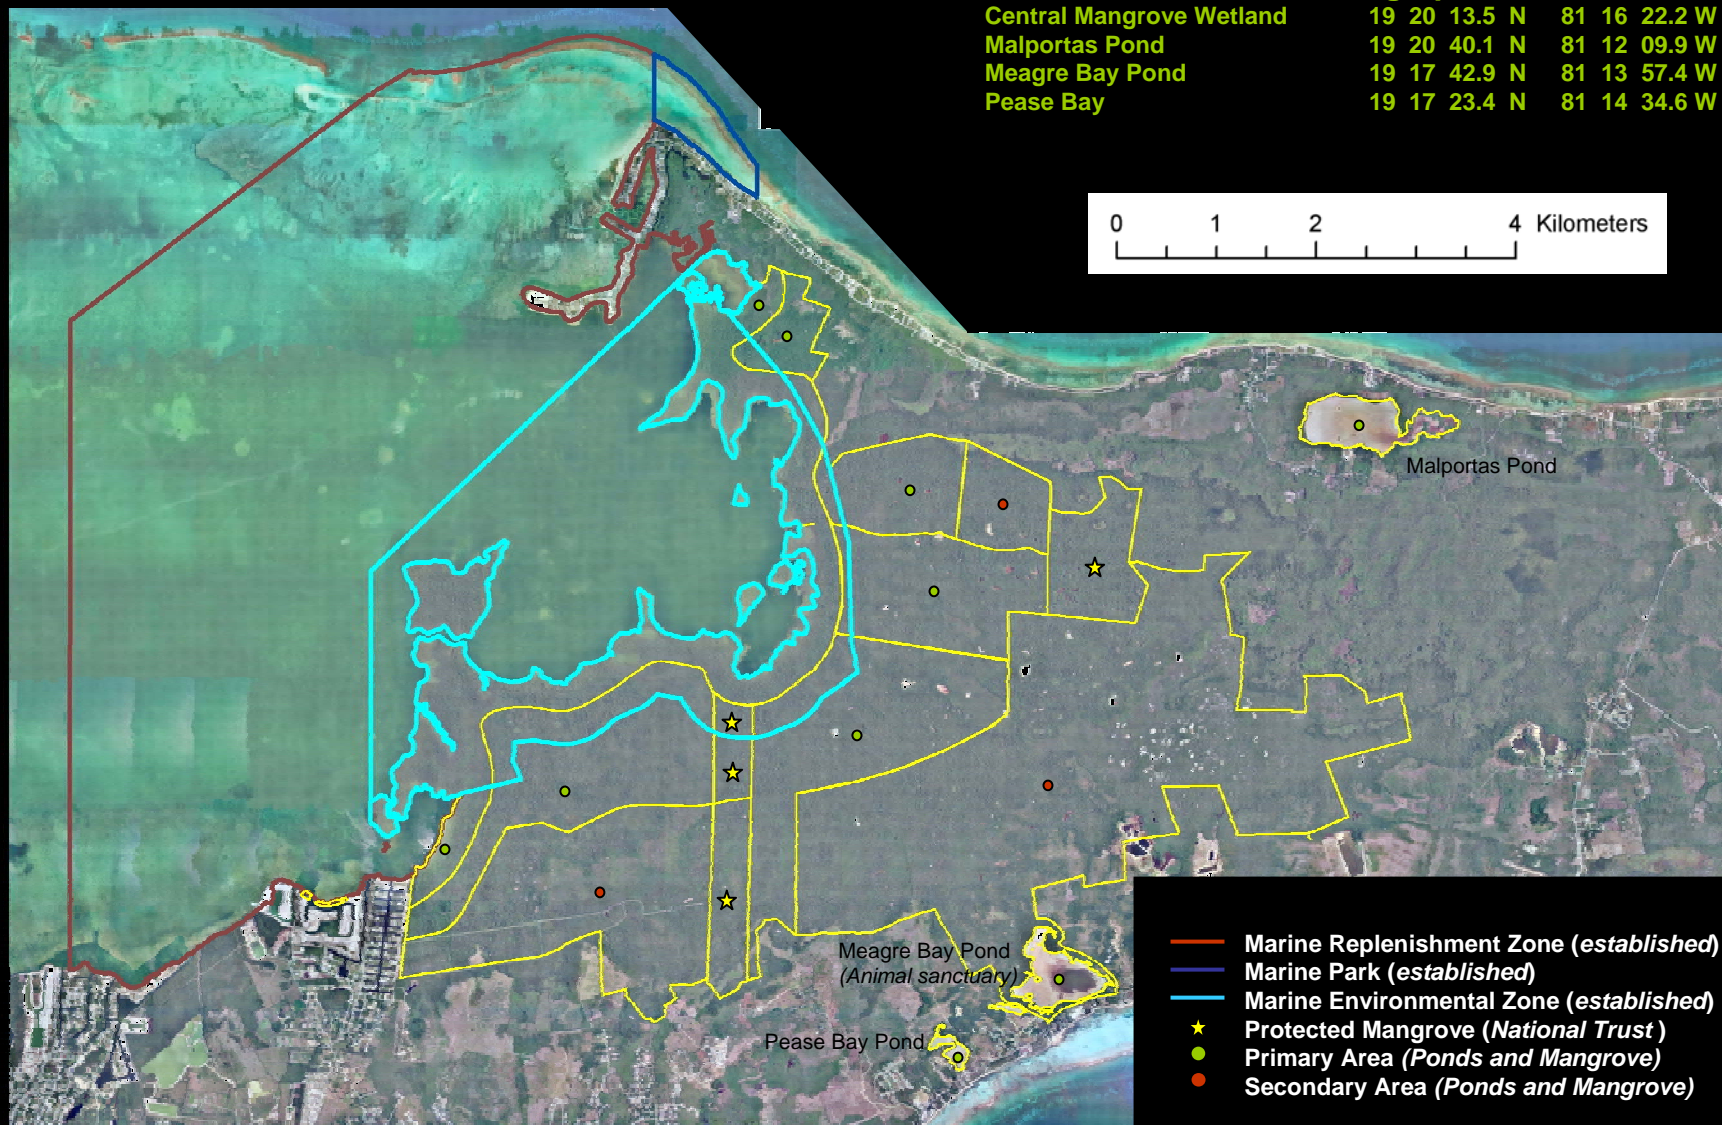 Central Mangrove Wetland 19 20 13.5 N 81 16 22.2 W
Malportas Pond 19 20 40.1 N 81 12 09.9 W
Meagre Bay Pond 19 17 42.9 N 81 13 57.4 W
Pease Bay 19 17 23.4 N 81 14 34.6 W
0 1 2 4 Kilometers
Malportas Pond
Meagre Bay Pond
(Animal sanctuary)
Pease Bay Pond
Marine Replenishment Zone (established)
Marine Park (established)
Marine Environmental Zone (established)
Protected Mangrove (National Trust )
Primary Area (Ponds and Mangrove)
Secondary Area (Ponds and Mangrove)